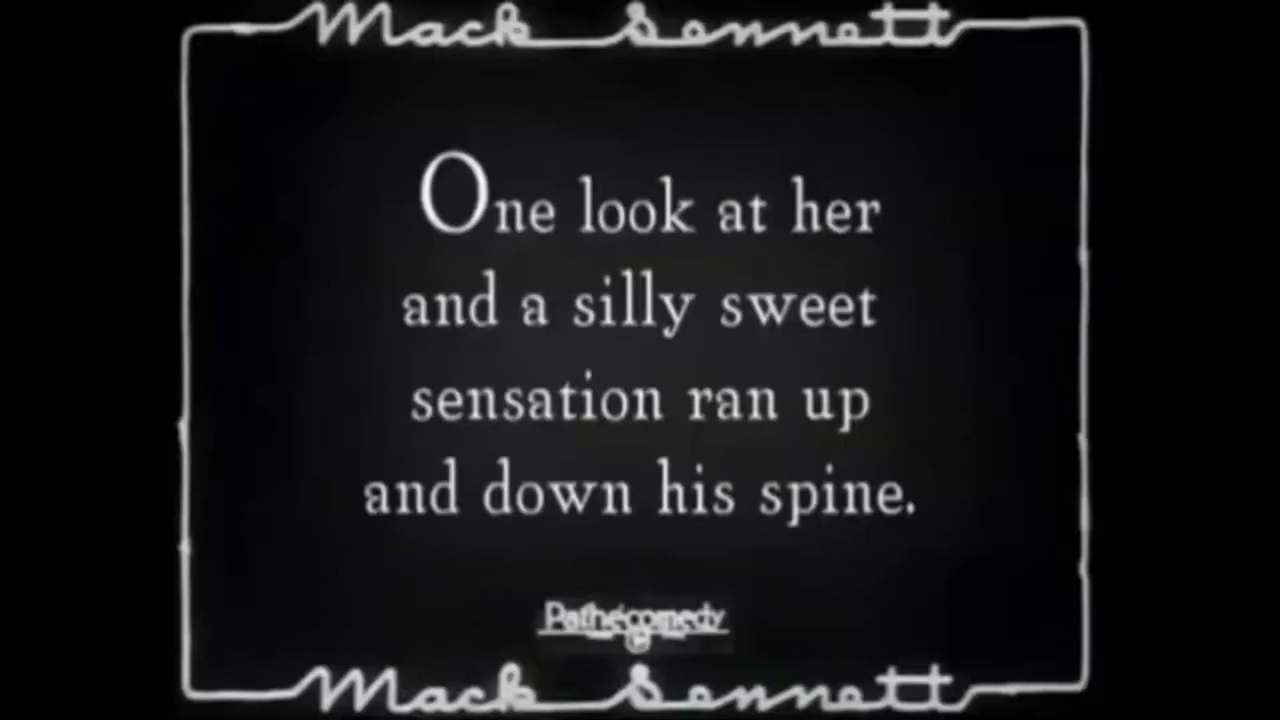 Mack Sennett
One look at her
and a silly sweet
sensation ran up
and down his spine.
Pathécomedy
Mack Sennett